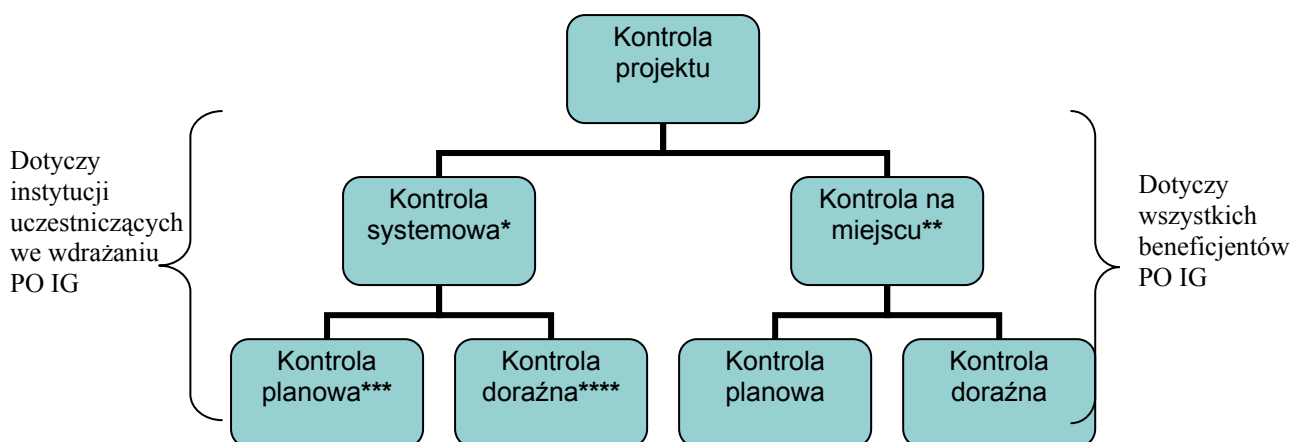 Kontrola
projektu
Dotyczy
instytucji
uczestniczących
we wdrażaniu
PO IG
Kontrola
systemowa*
Kontrola na
miejscu**
Dotyczy
wszystkich
beneficjentów
PO IG
Kontrola
planowa***
Kontrola
doraźna****
Kontrola
planowa
Kontrola
doraźna